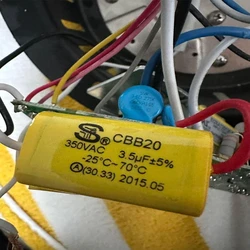 S® CBB20
350VAC 3.5μF±5%
-25℃~70℃
Ⓐ(30.33) 2015.05